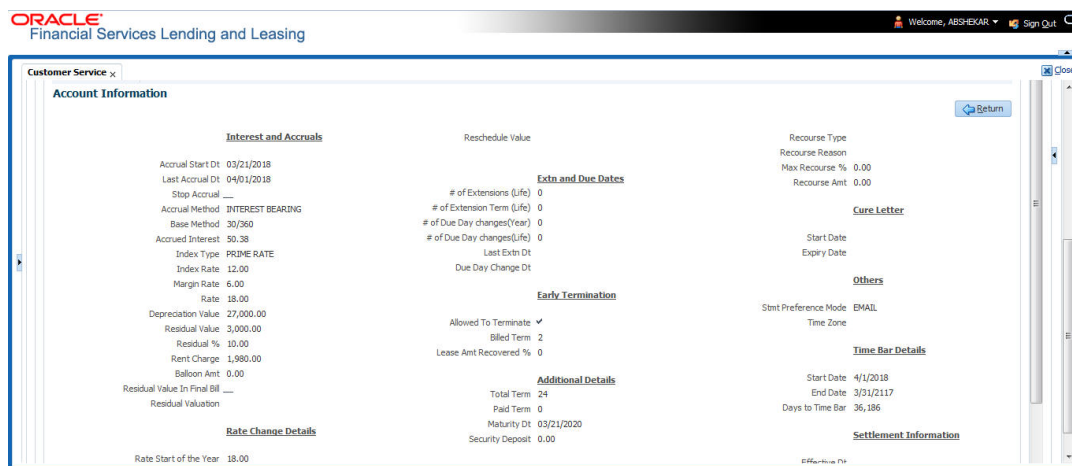 ORACLE®
Financial Services Lending and Leasing
Welcome, ABSHEKAR
Sign Out
Customer Service x
Close
Account Information
Return
Interest and Accruals
Accrual Start Dt 03/21/2018
Last Accrual Dt 04/01/2018
Stop Accrual __
Accrual Method INTEREST BEARING
Base Method 30/360
Accrued Interest 50.38
Index Type PRIME RATE
Index Rate 12.00
Margin Rate 6.00
Rate 18.00
Depreciation Value 27,000.00
Residual Value 3,000.00
Residual % 10.00
Rent Charge 1,980.00
Balloon Amt 0.00
Residual Value In Final Bill __
Residual Valuation
Rate Change Details
Rate Start of the Year 18.00
Reschedule Value
Extn and Due Dates
# of Extensions (Life) 0
# of Extension Term (Life) 0
# of Due Day changes(Year) 0
# of Due Day changes(Life) 0
Last Extn Dt
Due Day Change Dt
Early Termination
Allowed To Terminate ✔
Billed Term 2
Lease Amt Recovered % 0
Additional Details
Total Term 24
Paid Term 0
Maturity Dt 03/21/2020
Security Deposit 0.00
Recourse Type
Recourse Reason
Max Recourse % 0.00
Recourse Amt 0.00
Cure Letter
Start Date
Expiry Date
Others
Stmt Preference Mode EMAIL
Time Zone
Time Bar Details
Start Date 4/1/2018
End Date 3/31/2117
Days to Time Bar 36,186
Settlement Information
Effective Dt